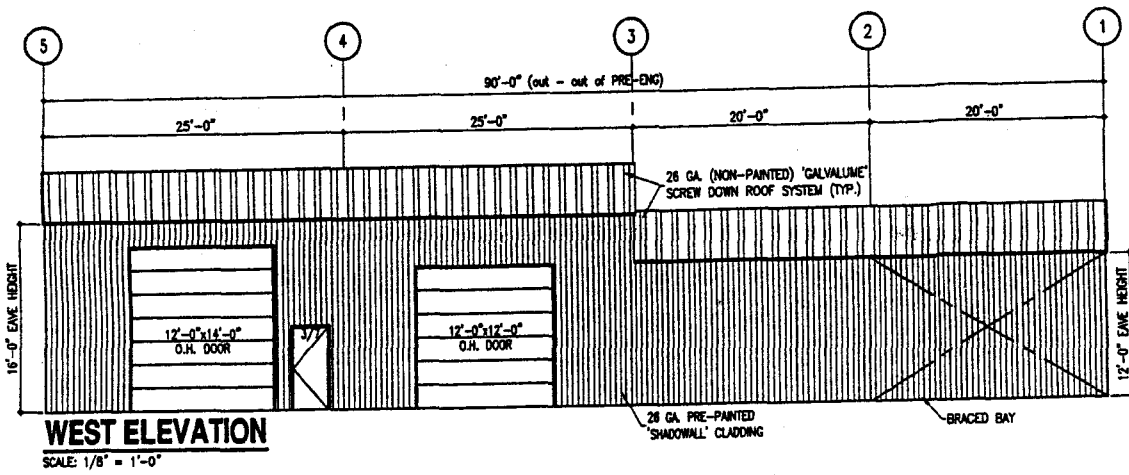 5
4
3
2
1
90'-0" (out - out of PRE-ENG)
25'-0"
25'-0"
20'-0"
20'-0"
26 GA. (NON-PAINTED) 'GALVALUME'
SCREW DOWN ROOF SYSTEM (TYP.)
16'-0" EAVE HEIGHT
12'-0"x14'-0"
O.H. DOOR
3/7
12'-0"x12'-0"
O.H. DOOR
12'-0" EAVE HEIGHT
26 GA. PRE-PAINTED
'SHADOWALL' CLADDING
BRACED BAY
WEST ELEVATION
SCALE: 1/8" = 1'-0"